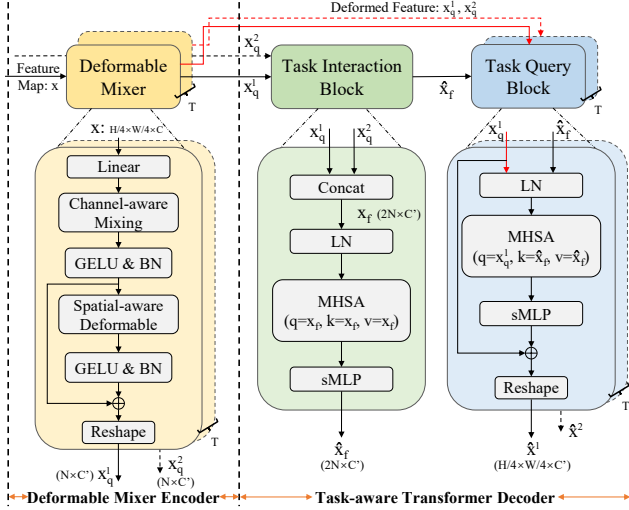 Deformed Feature: x_q^1, x_q^2
Feature
Map: x
Deformable
Mixer
T
x_q^2
x_q^1
Task Interaction
Block
x̂_f
Task Query
Block
T
x: H/4×W/4×C
Linear
Channel-aware
Mixing
GELU & BN
Spatial-aware
Deformable
GELU & BN
Reshape
T
(N×C') x_q^1
x_q^2
(N×C')
x_q^1 x_q^2
Concat
x_f (2N×C')
LN
MHSA
(q=x_f, k=x_f, v=x_f)
sMLP
x̂_f
(2N×C')
x_q^1 x̂_f
LN
MHSA
(q=x_q^1, k=x̂_f, v=x̂_f)
sMLP
Reshape
T
x̂^1 x̂^2
(H/4×W/4×C')
Deformable Mixer Encoder
Task-aware Transformer Decoder